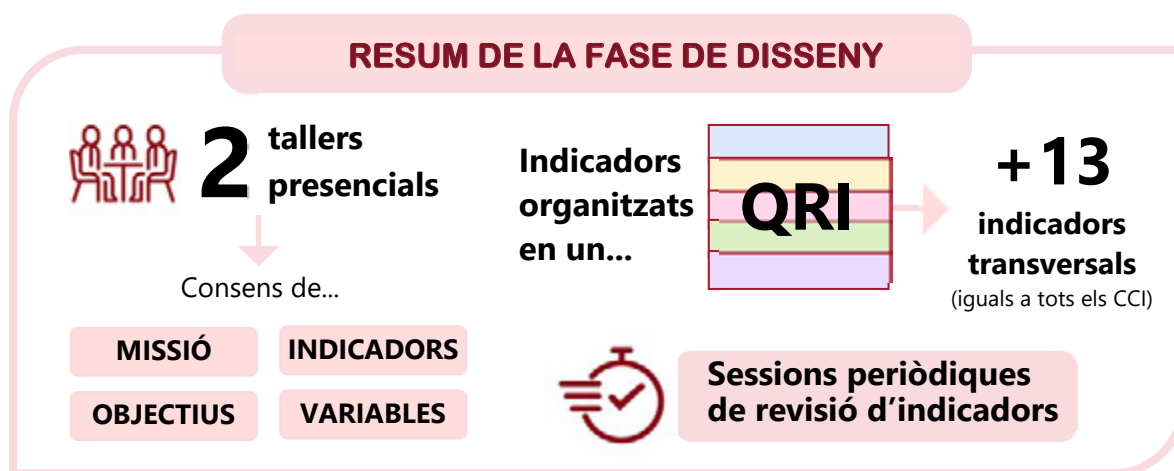 RESUM DE LA FASE DE DISSENY
2
tallers
presencials
Consens de...
MISSIÓ
INDICADORS
OBJECTIUS
VARIABLES
Indicadors
organitzats
en un...
QRI
+13
indicadors
transversals
(iguals a tots els CCI)
Sessions periòdiques
de revisió d’indicadors